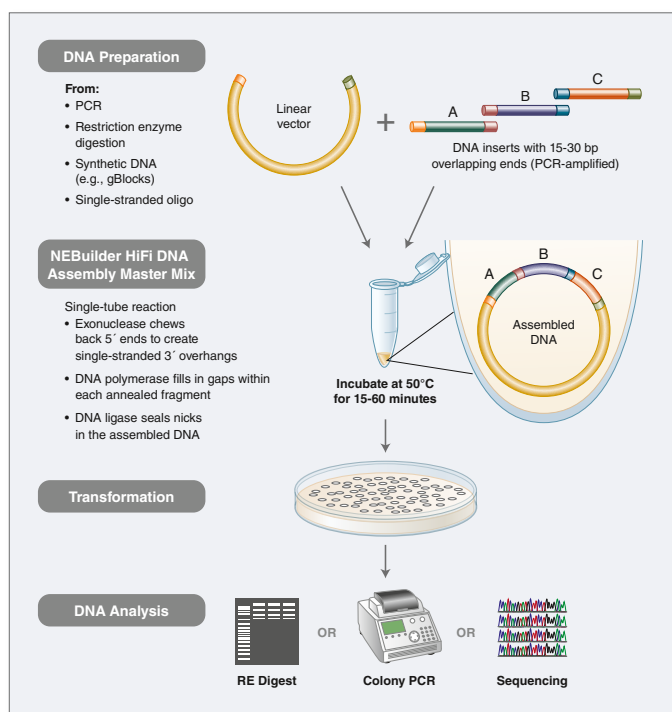 DNA Preparation
From:
• PCR
• Restriction enzyme
digestion
• Synthetic DNA
(e.g., gBlocks)
• Single-stranded oligo
Linear
vector
+
A
B
C
DNA inserts with 15-30 bp
overlapping ends (PCR-amplified)
NEBuilder HiFi DNA
Assembly Master Mix
Single-tube reaction
• Exonuclease chews
back 5´ ends to create
single-stranded 3´ overhangs
• DNA polymerase fills in gaps within
each annealed fragment
• DNA ligase seals nicks
in the assembled DNA
Incubate at 50°C
for 15-60 minutes
A
B
C
Assembled
DNA
Transformation
DNA Analysis
OR
OR
RE Digest
Colony PCR
Sequencing